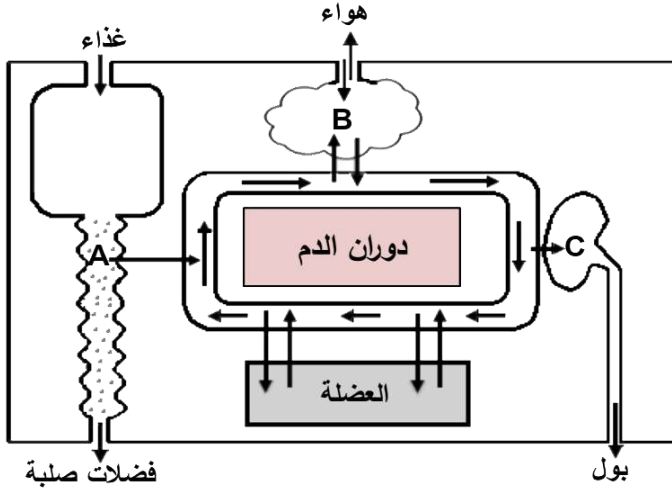 هواء
غذاء
B
دوران الدم
A
C
العضلة
فضلات صلبة
بول